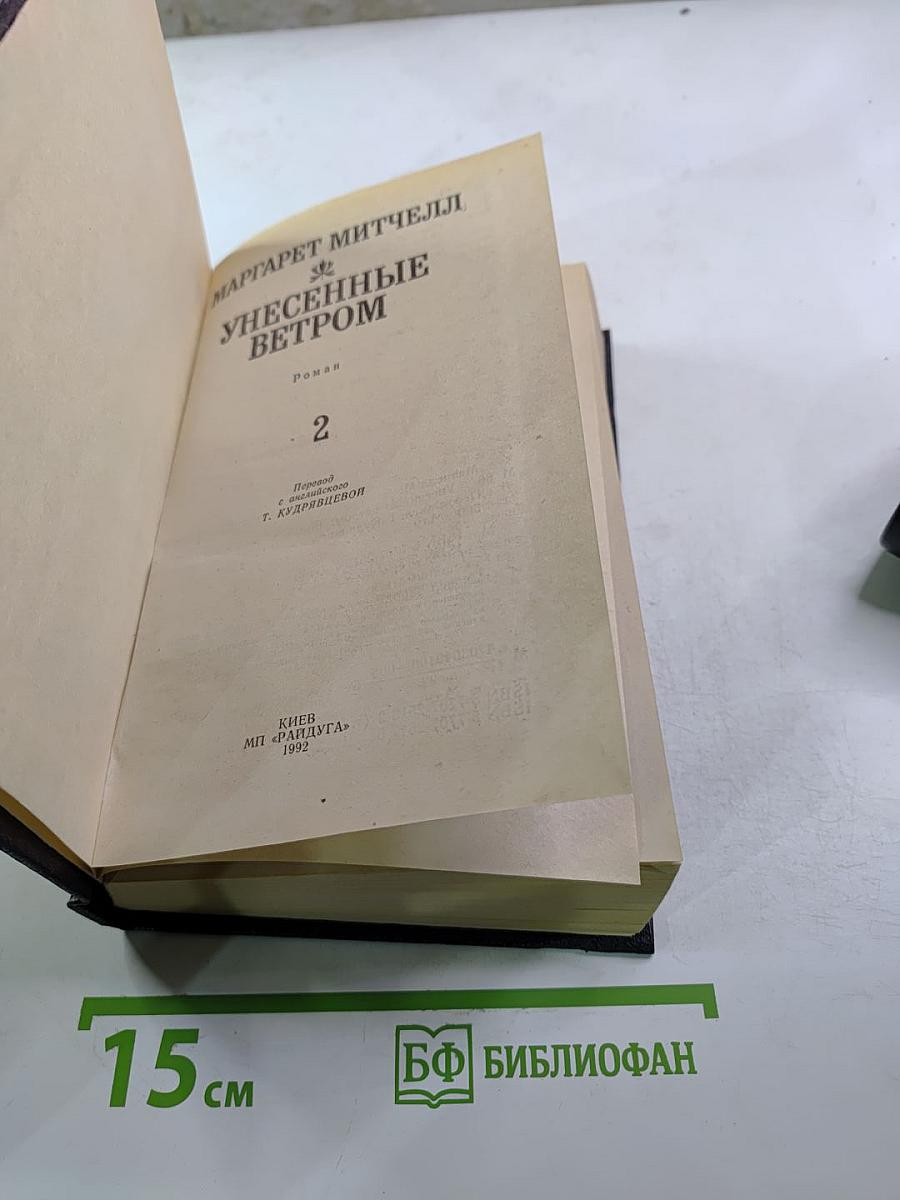 МАРГАРЕТ МИТЧЕЛЛ
УНЕСЕННЫЕ
ВЕТРОМ
Роман
2
Перевод
с английского
Т. КУДРЯВЦЕВОЙ
КИЕВ
МП «РАЙДУГА»
1992
15 см
БФ БИБЛИОФАН